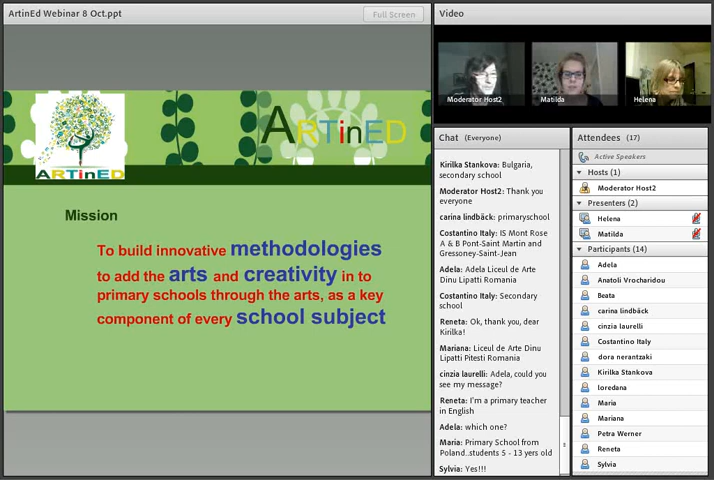 ArtinEd Webinar 8 Oct.ppt
Full Screen
ARTinED
ARTinED
Mission
To build innovative methodologies
to add the arts and creativity in to
primary schools through the arts, as a key
component of every school subject
Video
Moderator Host2
Matilda
Helena
Chat (Everyone)
Kirilka Stankova: Bulgaria,
secondary school
Moderator Host2: Thank you
everyone
carina lindbäck: primaryschool
Costantino Italy: IS Mont Rose
A & B Pont-Saint Martin and
Gressoney-Saint-Jean
Adela: Adela Liceul de Arte
Dinu Lipatti Romania
Costantino Italy: Secondary
school
Reneta: Ok, thank you, dear
Kirilka!
Mariana: Liceul de Arte Dinu
Lipatti Pitesti Romania
cinzia laurelli: Adela, could you
see my message?
Reneta: I'm a primary teacher
in English
Adela: which one?
Maria: Primary School from
Poland..students 5 - 13 yers old
Sylvia: Yes!!!
Attendees (17)
Active Speakers
Hosts (1)
Moderator Host2
Presenters (2)
Helena
Matilda
Participants (14)
Adela
Anatoli Vrocharidou
Beata
carina lindbäck
cinzia laurelli
Costantino Italy
dora nerantzaki
Kirilka Stankova
loredana
Maria
Mariana
Petra Werner
Reneta
Sylvia